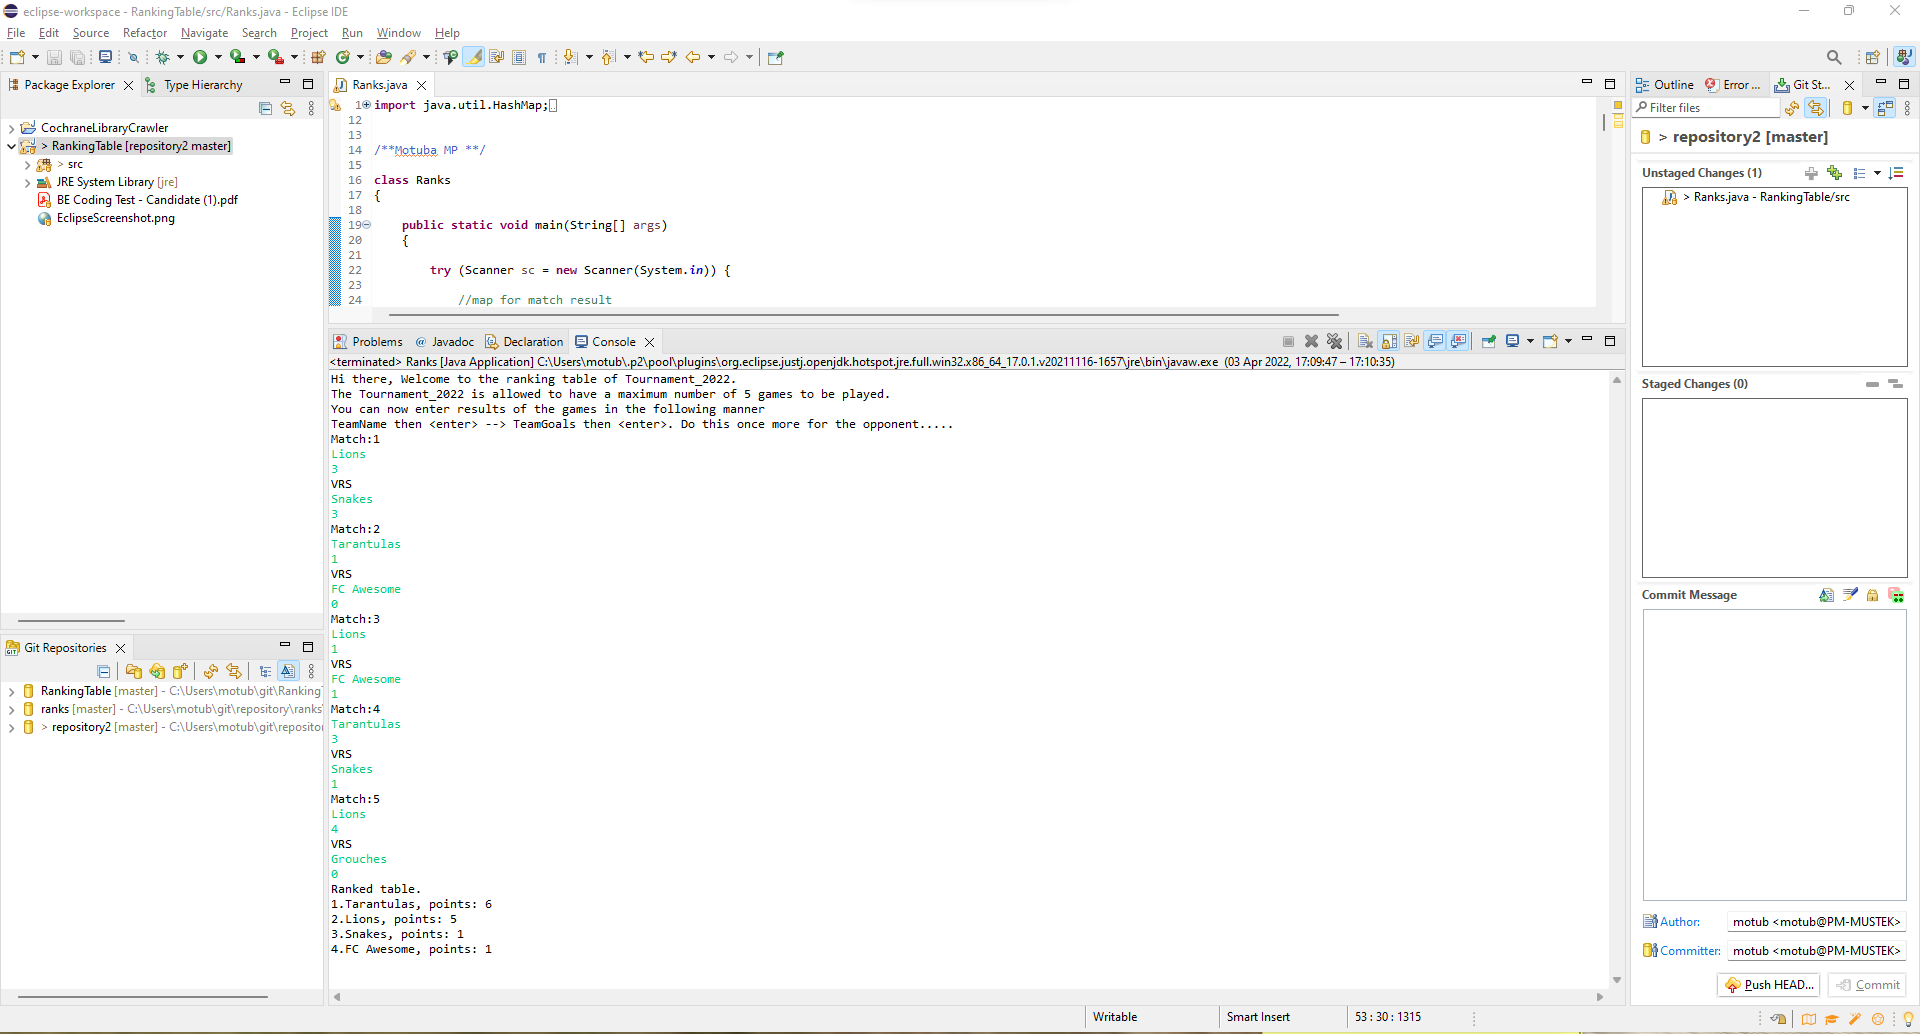 eclipse-workspace - RankingTable/src/Ranks.java - Eclipse IDE
File Edit Source Refactor Navigate Search Project Run Window Help
Package Explorer Type Hierarchy
CochraneLibraryCrawler
> RankingTable [repository2 master]
> src
JRE System Library [jre]
BE Coding Test - Candidate (1).pdf
EclipseScreenshot.png
Git Repositories
RankingTable [master] - C:\Users\motub\git\RankingT
ranks [master] - C:\Users\motub\git\repository\ranks\
> repository2 [master] - C:\Users\motub\git\repositor
Ranks.java
1 import java.util.HashMap;
12
13
14 /**Motuba MP **/
15
16 class Ranks
17 {
18
19 public static void main(String[] args)
20 {
21
22 try (Scanner sc = new Scanner(System.in)) {
23
24 //map for match result
Problems @ Javadoc Declaration Console
<terminated> Ranks [Java Application] C:\Users\motub\.p2\pool\plugins\org.eclipse.justj.openjdk.hotspot.jre.full.win32.x86_64_17.0.1.v20211116-1657\jre\bin\javaw.exe (03 Apr 2022, 17:09:47 – 17:10:35)
Hi there, Welcome to the ranking table of Tournament_2022.
The Tournament_2022 is allowed to have a maximum number of 5 games to be played.
You can now enter results of the games in the following manner
TeamName then <enter> --> TeamGoals then <enter>. Do this once more for the opponent.....
Match:1
Lions
3
VRS
Snakes
3
Match:2
Tarantulas
1
VRS
FC Awesome
0
Match:3
Lions
1
VRS
FC Awesome
1
Match:4
Tarantulas
3
VRS
Snakes
1
Match:5
Lions
4
VRS
Grouches
0
Ranked table.
1.Tarantulas, points: 6
2.Lions, points: 5
3.Snakes, points: 1
4.FC Awesome, points: 1
Outline Error ... Git St...
Filter files
> repository2 [master]
Unstaged Changes (1)
> Ranks.java - RankingTable/src
Staged Changes (0)
Commit Message
Author: motub <motub@PM-MUSTEK>
Committer: motub <motub@PM-MUSTEK>
Push HEAD... Commit
Writable Smart Insert 53 : 30 : 1315